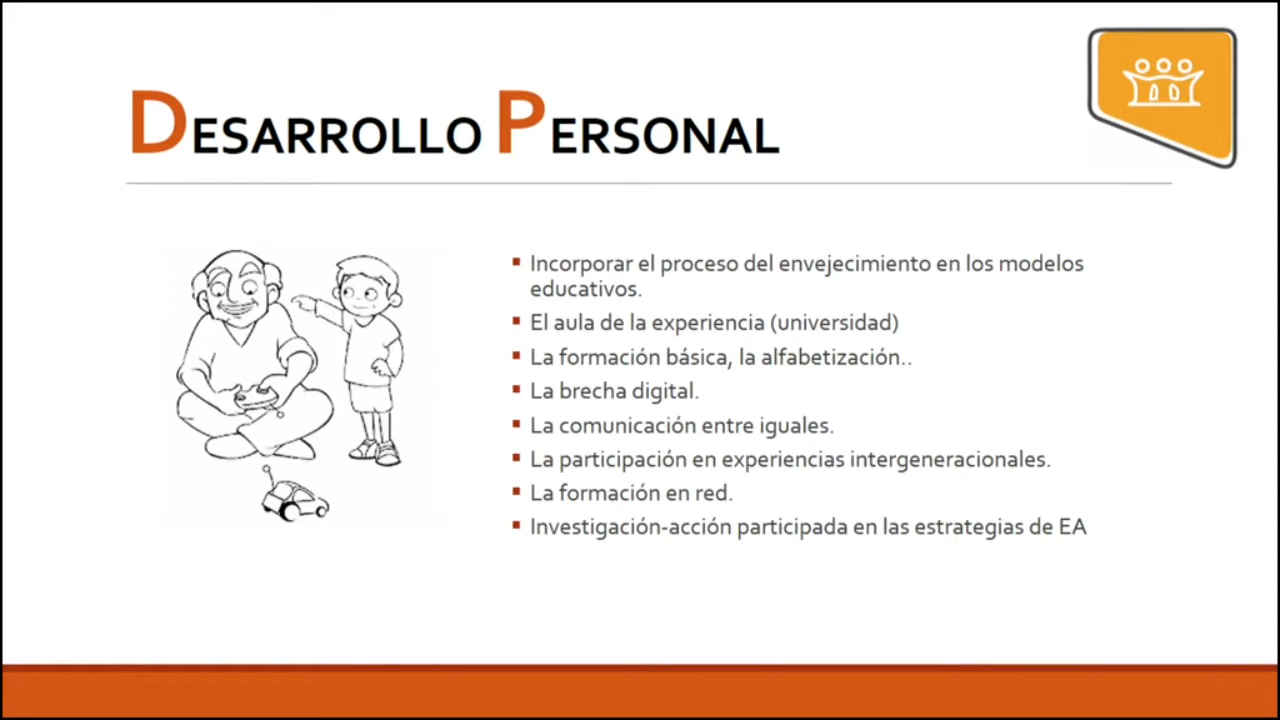 DESARROLLO PERSONAL
▪ Incorporar el proceso del envejecimiento en los modelos
educativos.
▪ El aula de la experiencia (universidad)
▪ La formación básica, la alfabetización..
▪ La brecha digital.
▪ La comunicación entre iguales.
▪ La participación en experiencias intergeneracionales.
▪ La formación en red.
▪ Investigación-acción participada en las estrategias de EA